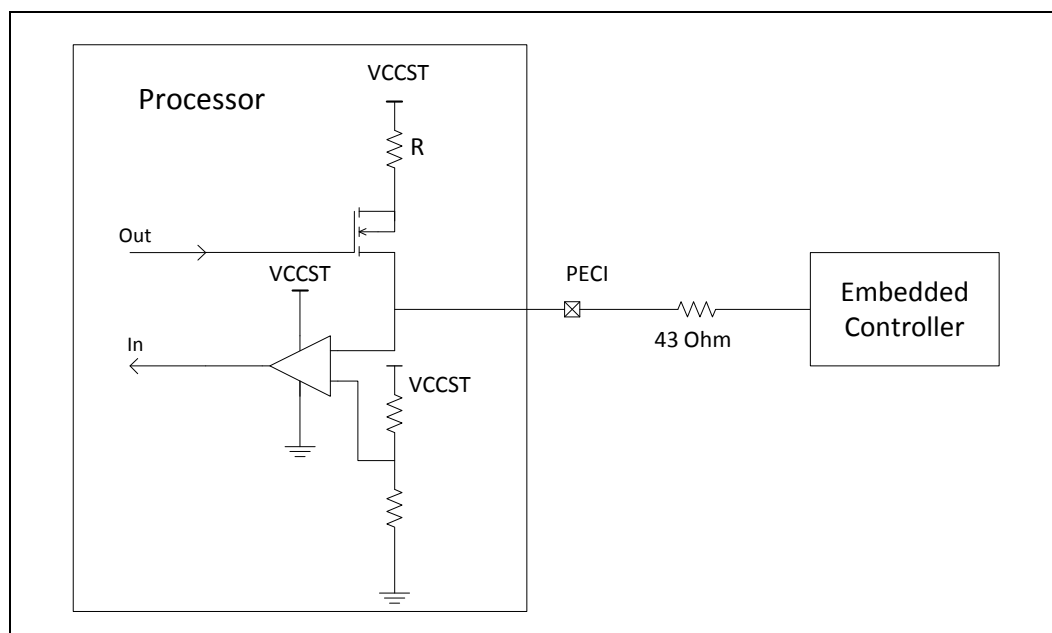 VCCST
Processor
R
Out
VCCST
PECI
Embedded
Controller
43 Ohm
In
VCCST